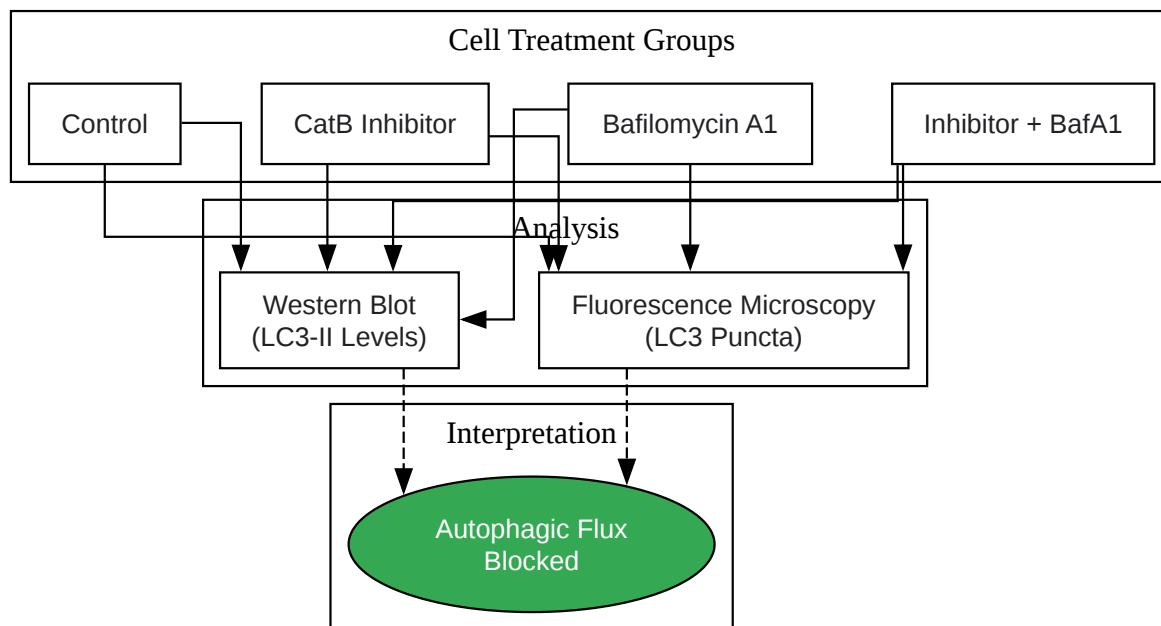 Cell Treatment Groups
Control
CatB Inhibitor
Bafilomycin A1
Inhibitor + BafA1
Analysis
Western Blot
(LC3-II Levels)
Fluorescence Microscopy
(LC3 Puncta)
Interpretation
Autophagic Flux
Blocked